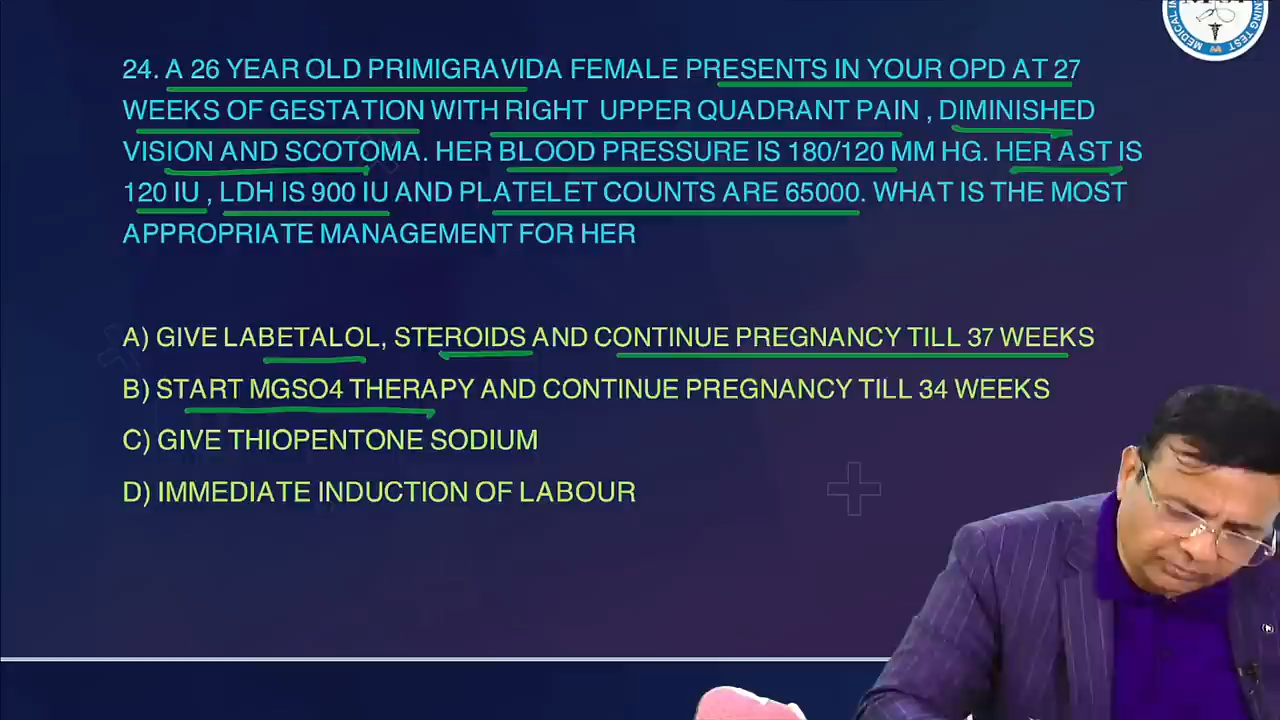 24. A 26 YEAR OLD PRIMIGRAVIDA FEMALE PRESENTS IN YOUR OPD AT 27
WEEKS OF GESTATION WITH RIGHT UPPER QUADRANT PAIN , DIMINISHED
VISION AND SCOTOMA. HER BLOOD PRESSURE IS 180/120 MM HG. HER AST IS
120 IU , LDH IS 900 IU AND PLATELET COUNTS ARE 65000. WHAT IS THE MOST
APPROPRIATE MANAGEMENT FOR HER
A) GIVE LABETALOL, STEROIDS AND CONTINUE PREGNANCY TILL 37 WEEKS
B) START MGSO4 THERAPY AND CONTINUE PREGNANCY TILL 34 WEEKS
C) GIVE THIOPENTONE SODIUM
D) IMMEDIATE INDUCTION OF LABOUR